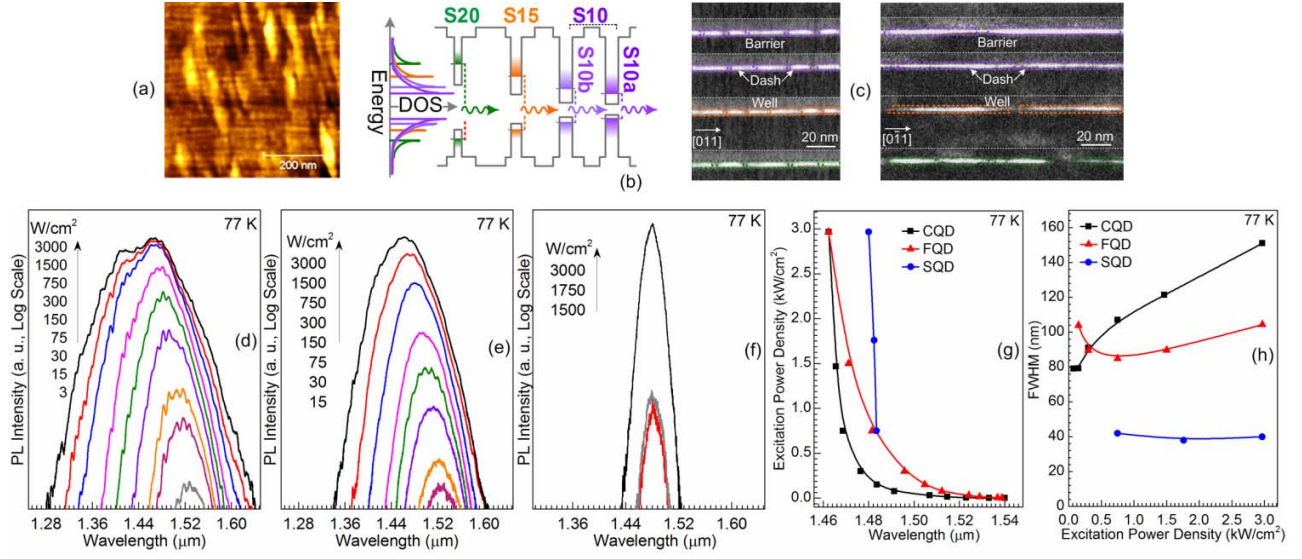 (a)
200 nm
S20
S15
S10
S10b
S10a
Energy
DOS
(b)
Barrier
Dash
Well
[01̄1]
20 nm
(c)
Barrier
Dash
Well
[011]
20 nm
77 K
W/cm²
3000
1500
750
300
150
75
30
15
3
PL Intensity (a. u., Log Scale)
(d)
1.28 1.36 1.44 1.52 1.60
Wavelength (µm)
77 K
W/cm²
3000
1500
750
300
150
75
30
15
PL Intensity (a. u., Log Scale)
(e)
1.28 1.36 1.44 1.52 1.60
Wavelength (µm)
77 K
W/cm²
3000
1750
1500
PL Intensity (a. u., Log Scale)
(f)
1.28 1.36 1.44 1.52 1.60
Wavelength (µm)
77 K
CQD
FQD
SQD
Excitation Power Density (kW/cm²)
3.0
2.5
2.0
1.5
1.0
0.5
0.0
(g)
1.46 1.48 1.50 1.52 1.54
Wavelength (µm)
77 K
CQD
FQD
SQD
FWHM (nm)
160
140
120
100
80
60
40
20
0
(h)
0.0 0.5 1.0 1.5 2.0 2.5 3.0
Excitation Power Density (kW/cm²)